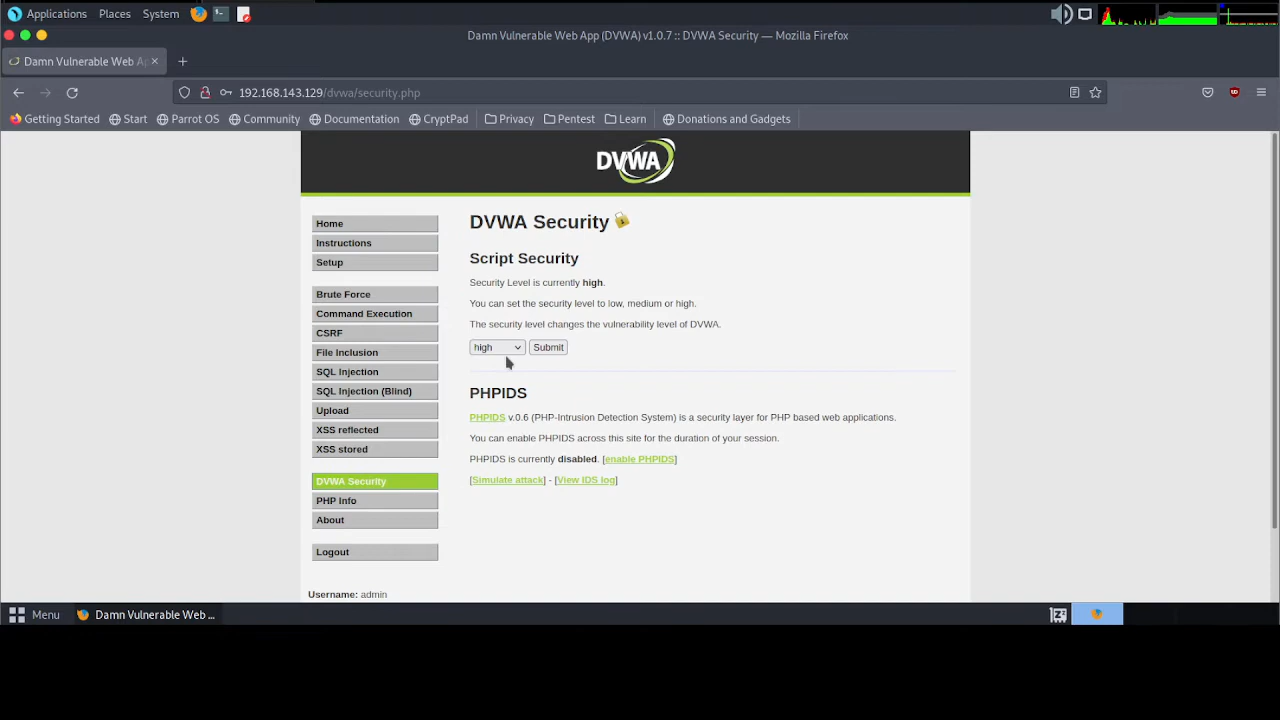 Applications Places System
Damn Vulnerable Web App (DVWA) v1.0.7 :: DVWA Security — Mozilla Firefox
Damn Vulnerable Web Ap
192.168.143.129/dvwa/security.php
Getting Started Start Parrot OS Community Documentation CryptPad Privacy Pentest Learn Donations and Gadgets
DVWA
Home
Instructions
Setup
Brute Force
Command Execution
CSRF
File Inclusion
SQL Injection
SQL Injection (Blind)
Upload
XSS reflected
XSS stored
DVWA Security
PHP Info
About
Logout
Username: admin
DVWA Security
Script Security
Security Level is currently high.
You can set the security level to low, medium or high.
The security level changes the vulnerability level of DVWA.
high Submit
PHPIDS
PHPIDS v.0.6 (PHP-Intrusion Detection System) is a security layer for PHP based web applications.
You can enable PHPIDS across this site for the duration of your session.
PHPIDS is currently disabled. [enable PHPIDS]
[Simulate attack] - [View IDS log]
Menu Damn Vulnerable Web ...